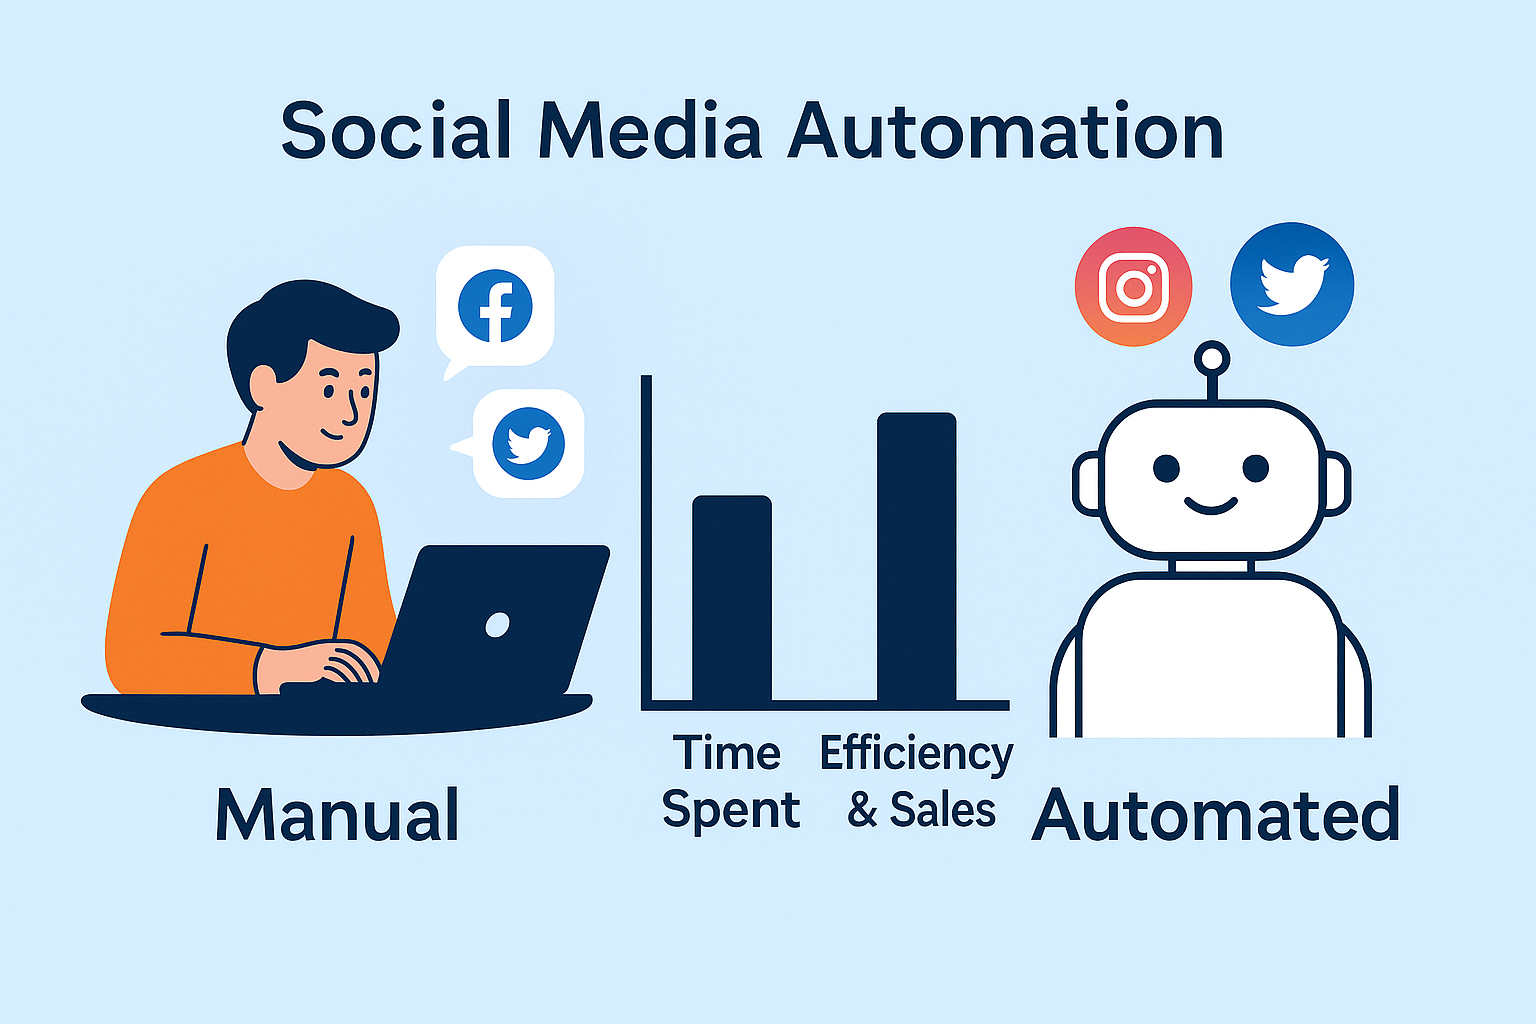 Social Media Automation
Time
Spent
Efficiency
& Sales
Manual
Automated